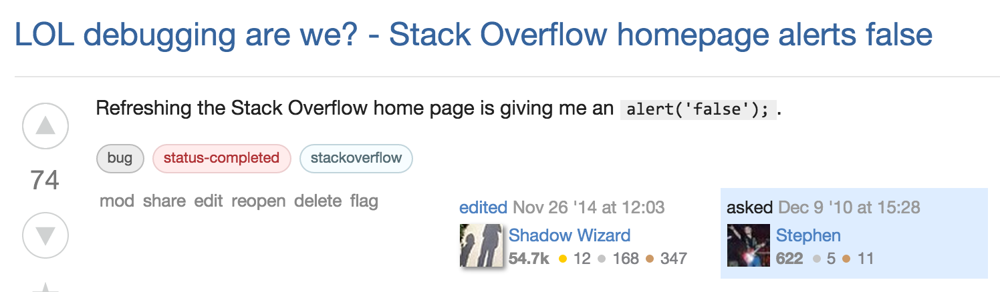 LOL debugging are we? - Stack Overflow homepage alerts false
Refreshing the Stack Overflow home page is giving me an alert('false'); .
bug status-completed stackoverflow
74
mod share edit reopen delete flag
edited Nov 26 '14 at 12:03
Shadow Wizard
54.7k 12 168 347
asked Dec 9 '10 at 15:28
Stephen
622 5 11